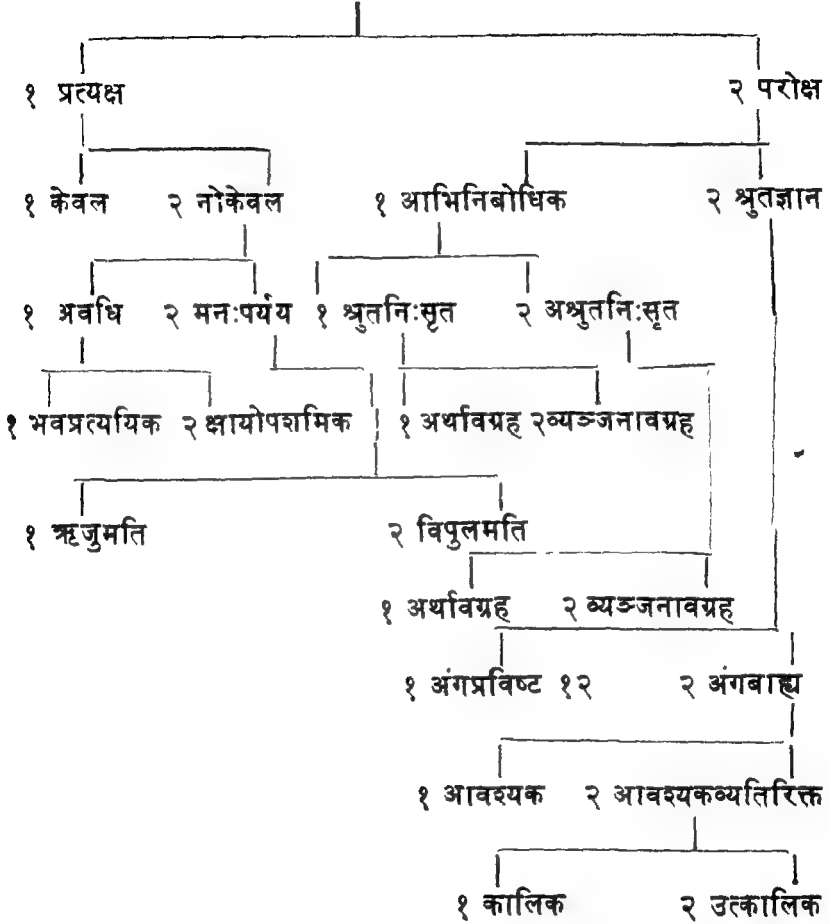 १ प्रत्यक्ष २ परोक्ष
१ केवल २ नोकेवल १ आभिनिबोधिक २ श्रुतज्ञान
१ अवधि २ मनःपर्यय १ श्रुतनिःसृत २ अश्रुतनिःसृत
१ भवप्रत्ययिक २ क्षायोपशमिक १ अर्थावग्रह २व्यञ्जनावग्रह
१ ऋजुमति २ विपुलमति
१ अर्थावग्रह २ व्यञ्जनावग्रह
१ अंगप्रविष्ट १२ २ अंगबाह्य
१ आवश्यक २ आवश्यकव्यतिरिक्त
१ कालिक २ उत्कालिक